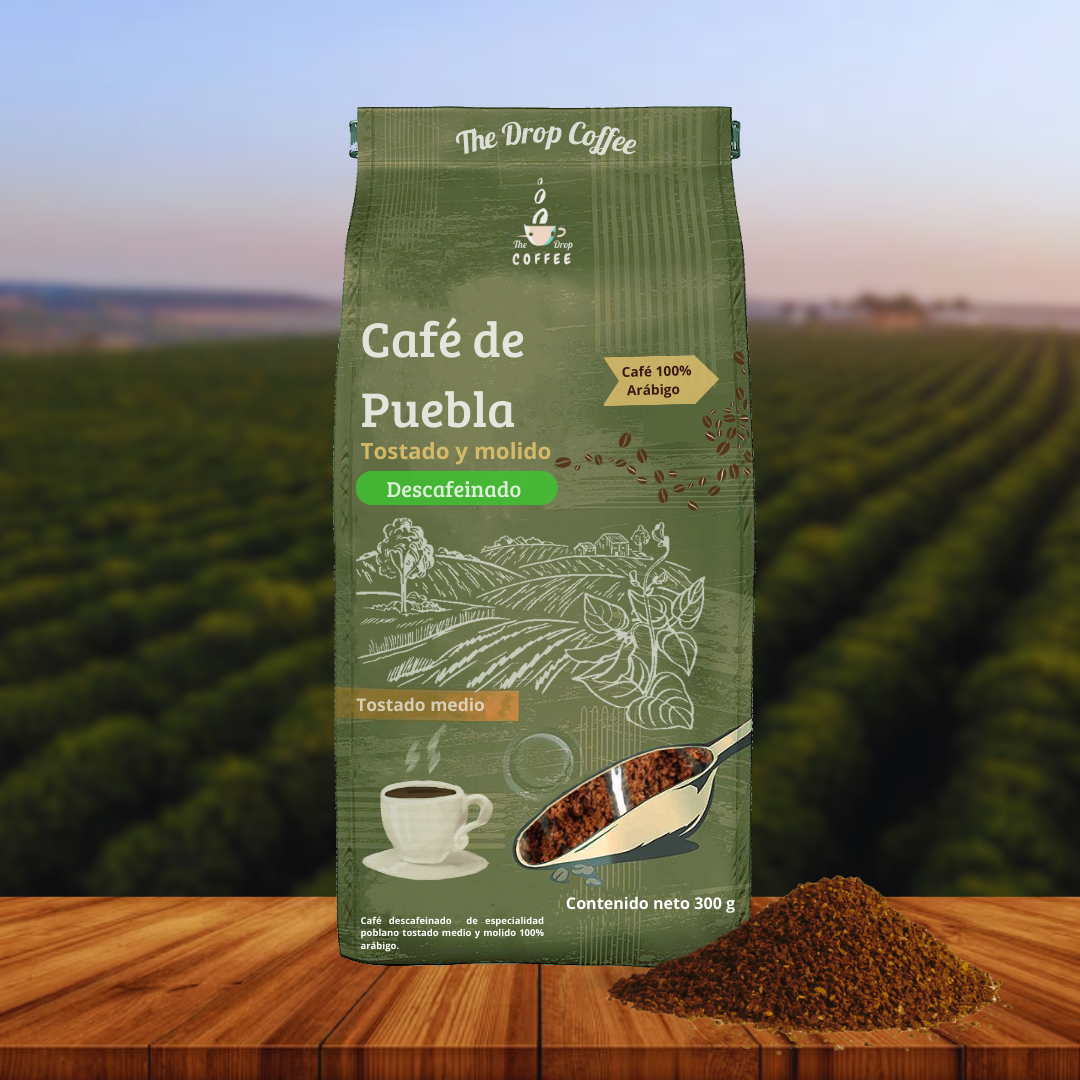 The Drop Coffee
The Drop
COFFEE
Café de
Puebla
Café 100%
Arábigo
Tostado y molido
Descafeinado
Tostado medio
Contenido neto 300 g
Café descafeinado de especialidad
poblano tostado medio y molido 100%
arábigo.